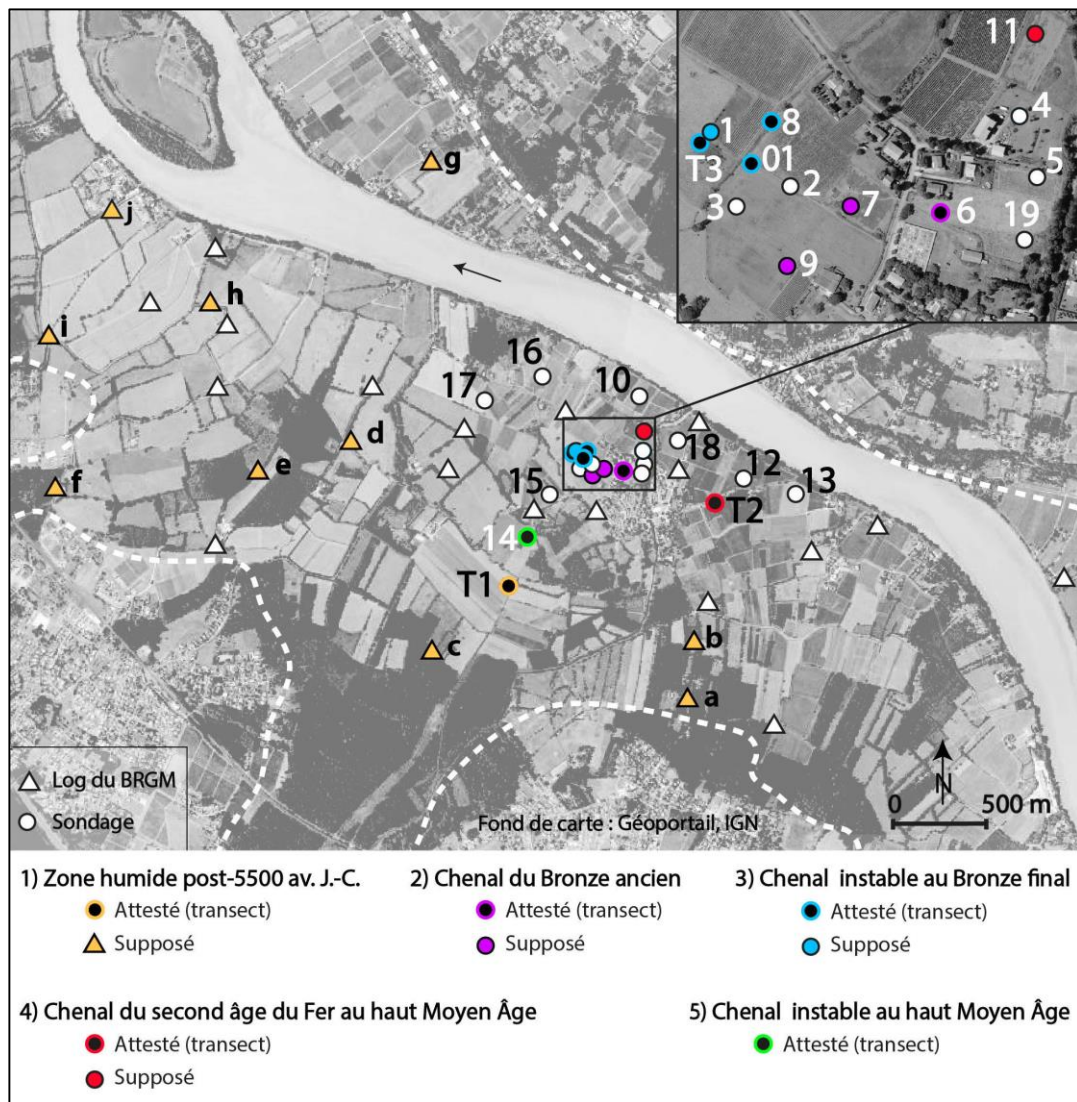 11
4
8
1
T3
01
5
2
3
7
6
19
9
g
j
h
i
16
10
17
d
18
e
f
12
13
15
T2
14
T1
c
b
a
N
Log du BRGM
Sondage
0 500 m
Fond de carte : Géoportail, IGN
1) Zone humide post-5500 av. J.-C.
Attesté (transect)
Supposé
2) Chenal du Bronze ancien
Attesté (transect)
Supposé
3) Chenal instable au Bronze final
Attesté (transect)
Supposé
4) Chenal du second âge du Fer au haut Moyen Âge
Attesté (transect)
Supposé
5) Chenal instable au haut Moyen Âge
Attesté (transect)